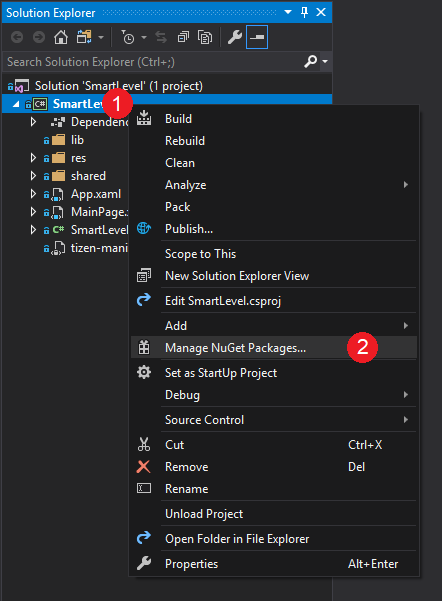 Solution Explorer
Search Solution Explorer (Ctrl+;)
Solution 'SmartLevel' (1 project)
C# SmartLev
1
Dependenc
lib
res
shared
App.xaml
MainPage.
C# SmartLevel
tizen-mani
Build
Rebuild
Clean
Analyze
Pack
Publish...
Scope to This
New Solution Explorer View
Edit SmartLevel.csproj
Add
Manage NuGet Packages...
2
Set as StartUp Project
Debug
Source Control
Cut Ctrl+X
Remove Del
Rename
Unload Project
Open Folder in File Explorer
Properties Alt+Enter